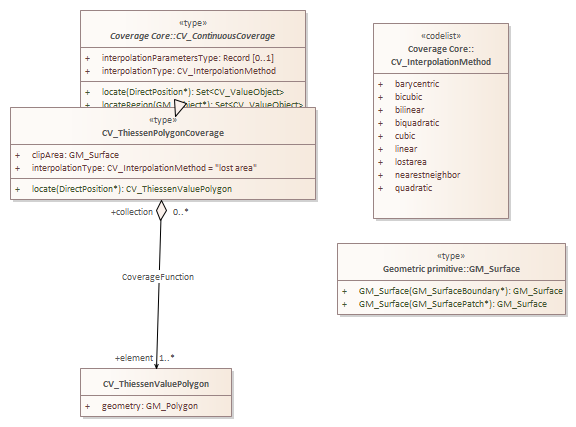 «type»
Coverage Core::CV_ContinuousCoverage
+ interpolationParametersType: Record [0..1]
+ interpolationType: CV_InterpolationMethod
+ locate(DirectPosition*): Set<CV_ValueObject>
+ locateRegion(GM_Object*): Set<CV_ValueObject>
«type»
CV_ThiessenPolygonCoverage
+ clipArea: GM_Surface
+ interpolationType: CV_InterpolationMethod = "lost area"
+ locate(DirectPosition*): CV_ThiessenValuePolygon
+collection 0..*
CoverageFunction
+element 1..*
CV_ThiessenValuePolygon
+ geometry: GM_Polygon
«codelist»
Coverage Core::
CV_InterpolationMethod
+ barycentric
+ bicubic
+ bilinear
+ biquadratic
+ cubic
+ linear
+ lostarea
+ nearestneighbor
+ quadratic
«type»
Geometric primitive::GM_Surface
+ GM_Surface(GM_SurfaceBoundary*): GM_Surface
+ GM_Surface(GM_SurfacePatch*): GM_Surface